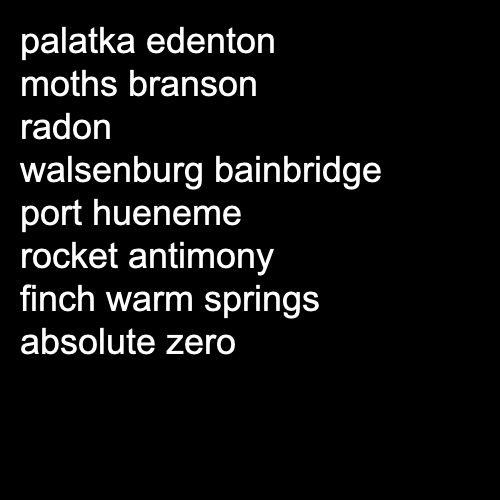 palatka edenton
moths branson
radon
walsenburg bainbridge
port hueneme
rocket antimony
finch warm springs
absolute zero